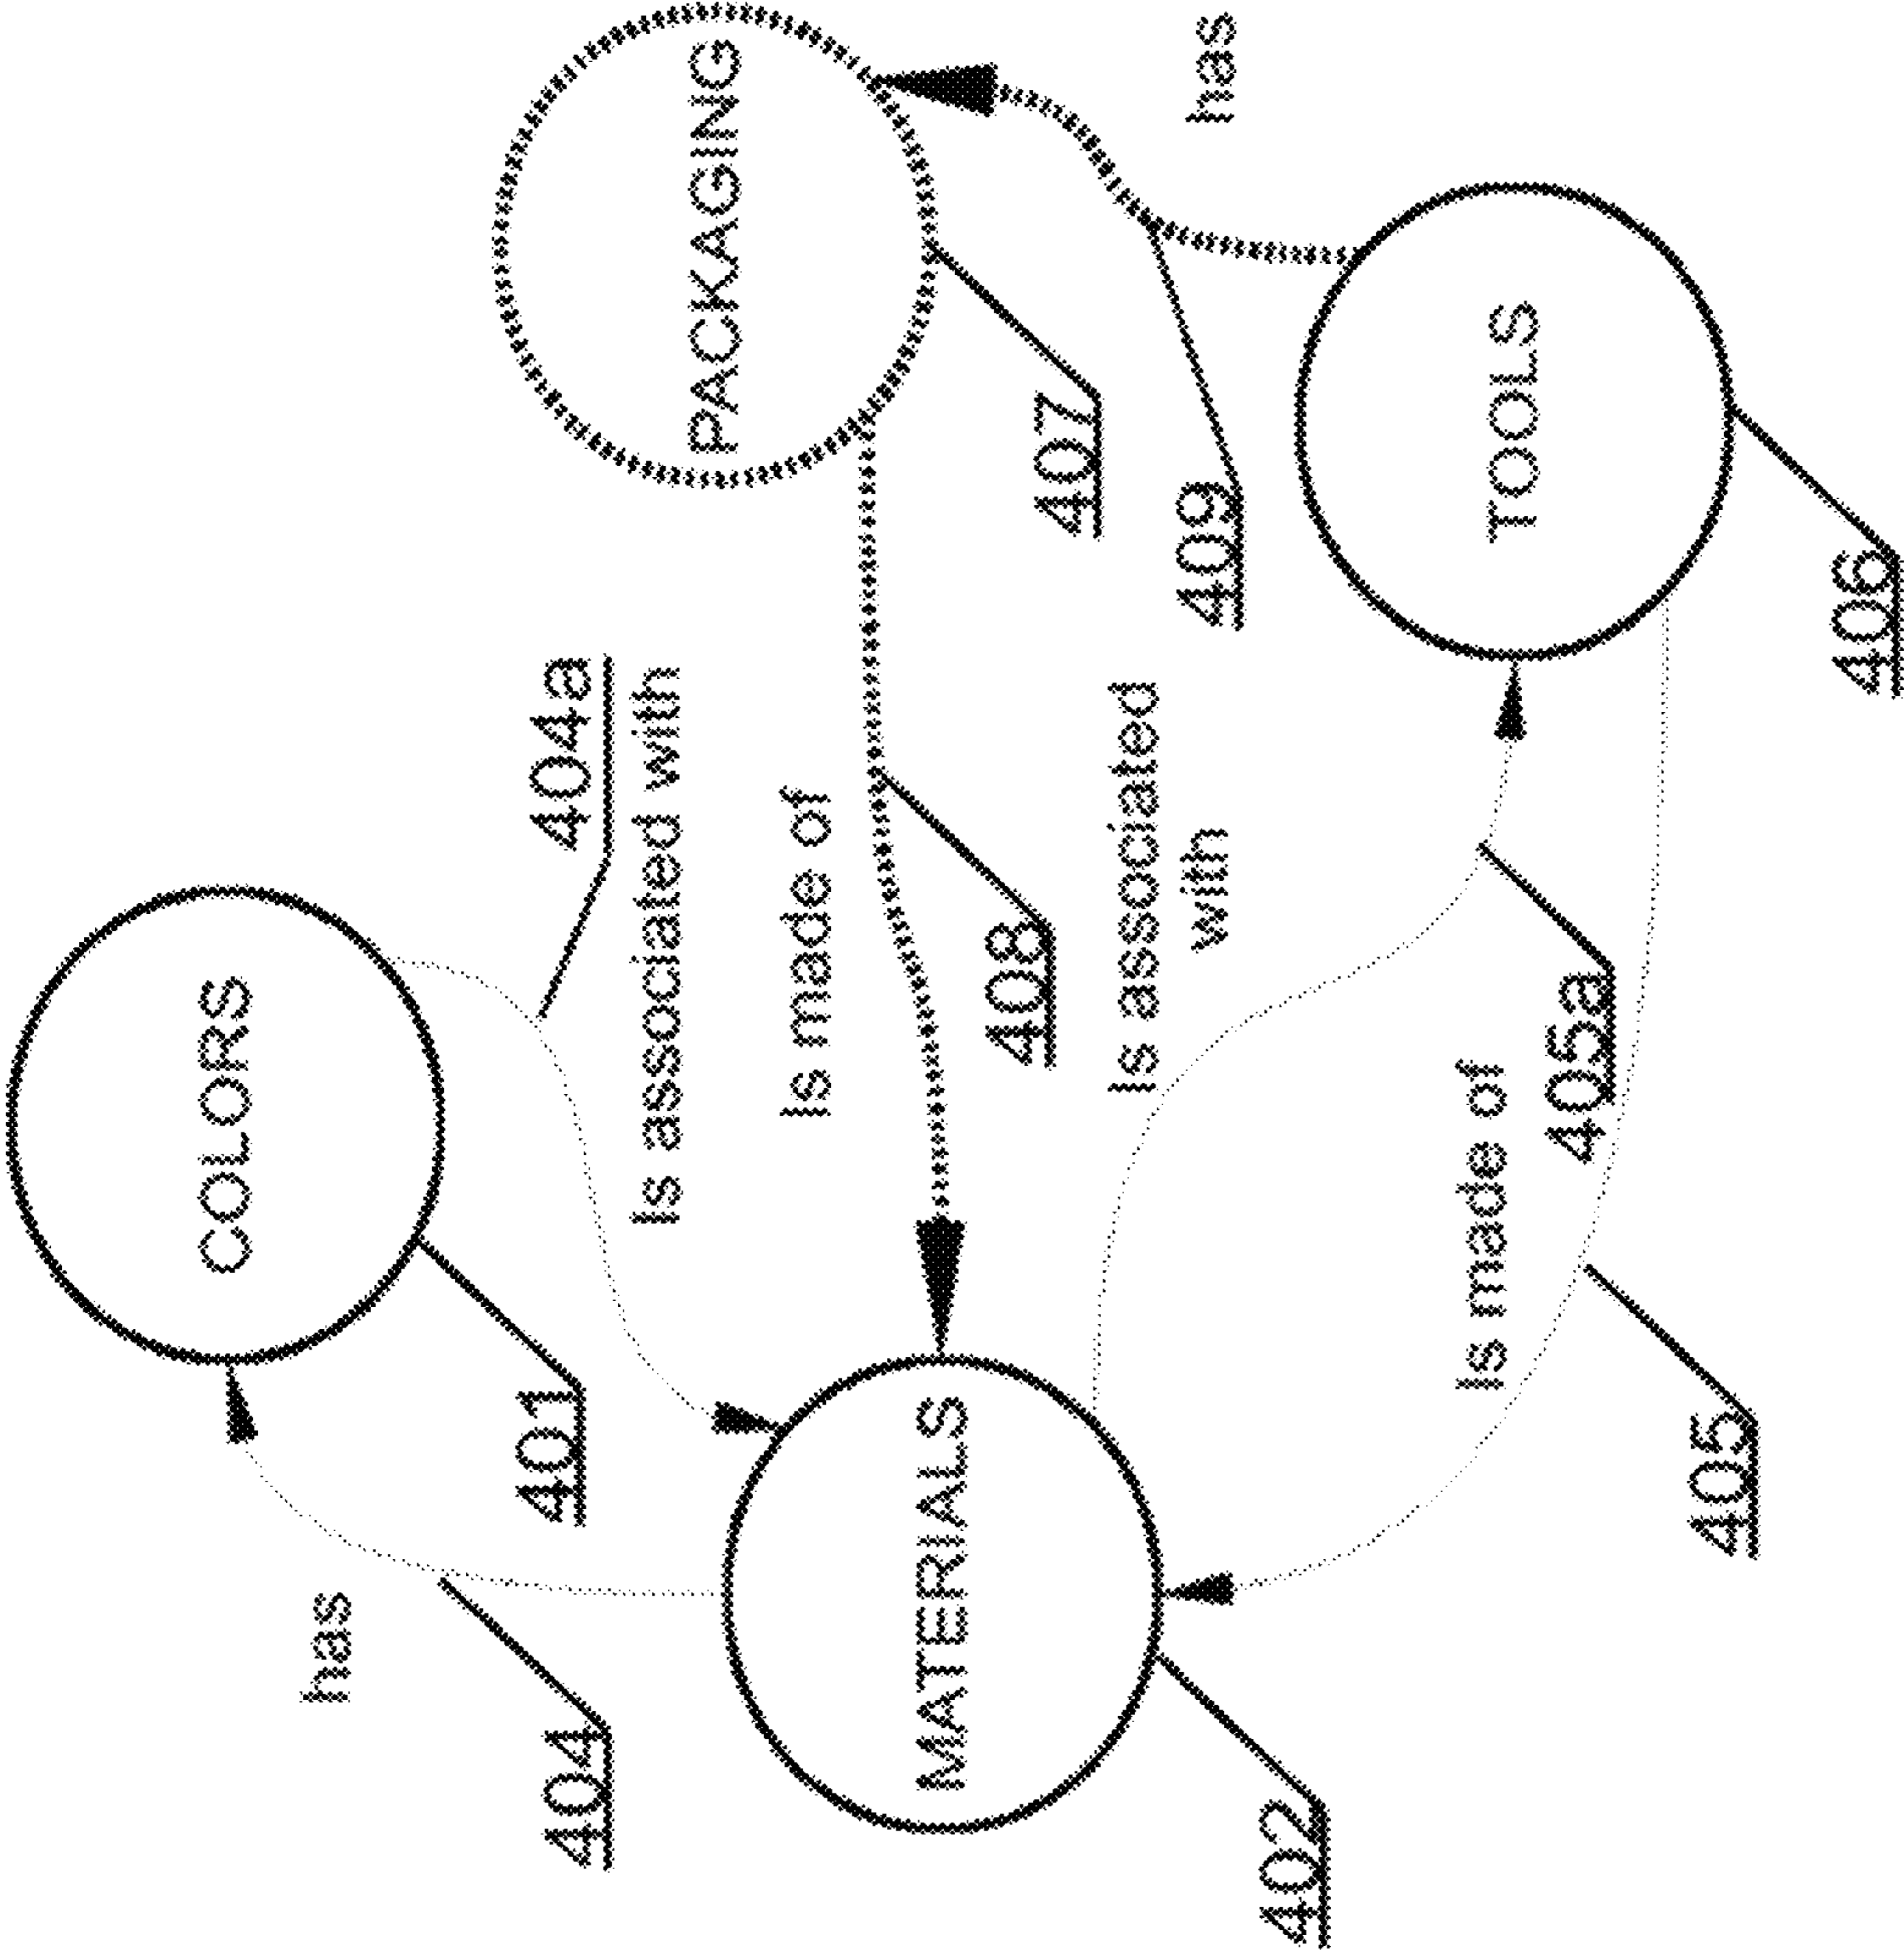 COLORS
has
404
401
404a
Is associated with
PACKAGING
Is made of
MATERIALS
408
407
Is associated
with
409
has
402
Is made of
TOOLS
405a
405
406